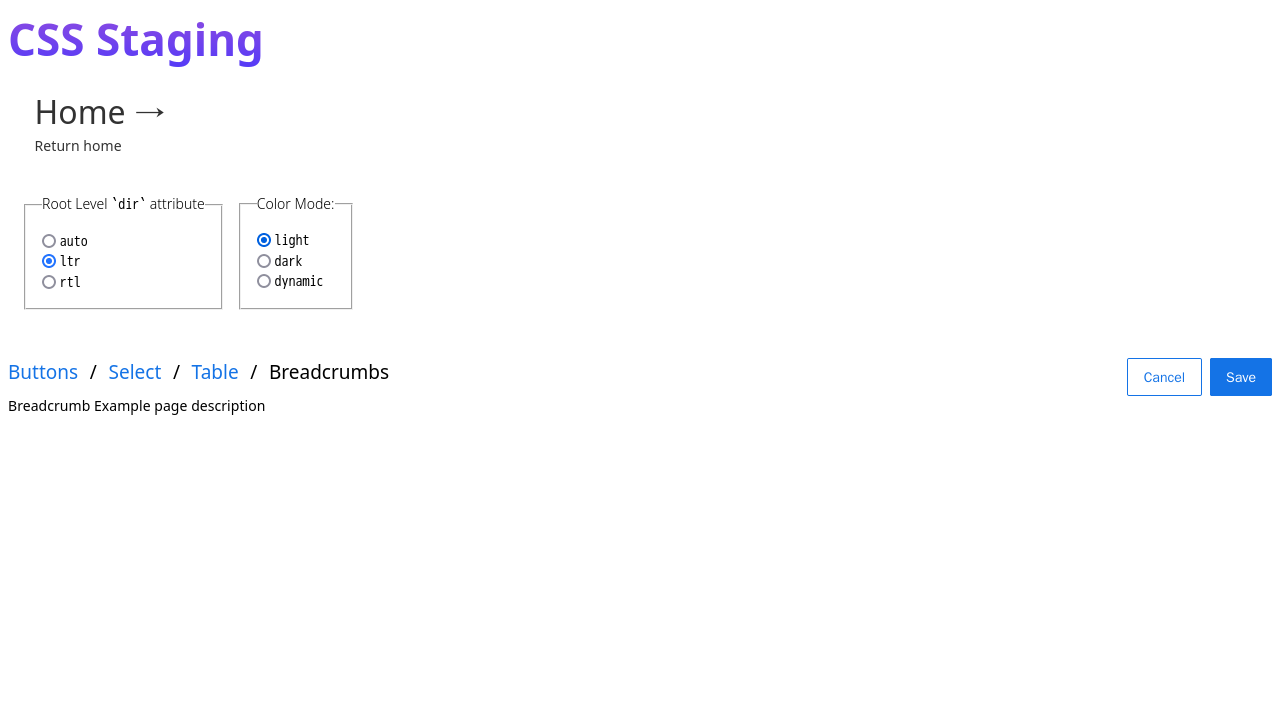 CSS Staging
Home →
Return home
Root Level `dir` attribute
auto
ltr
rtl
Color Mode:
light
dark
dynamic
Buttons / Select / Table / Breadcrumbs
Cancel
Save
Breadcrumb Example page description